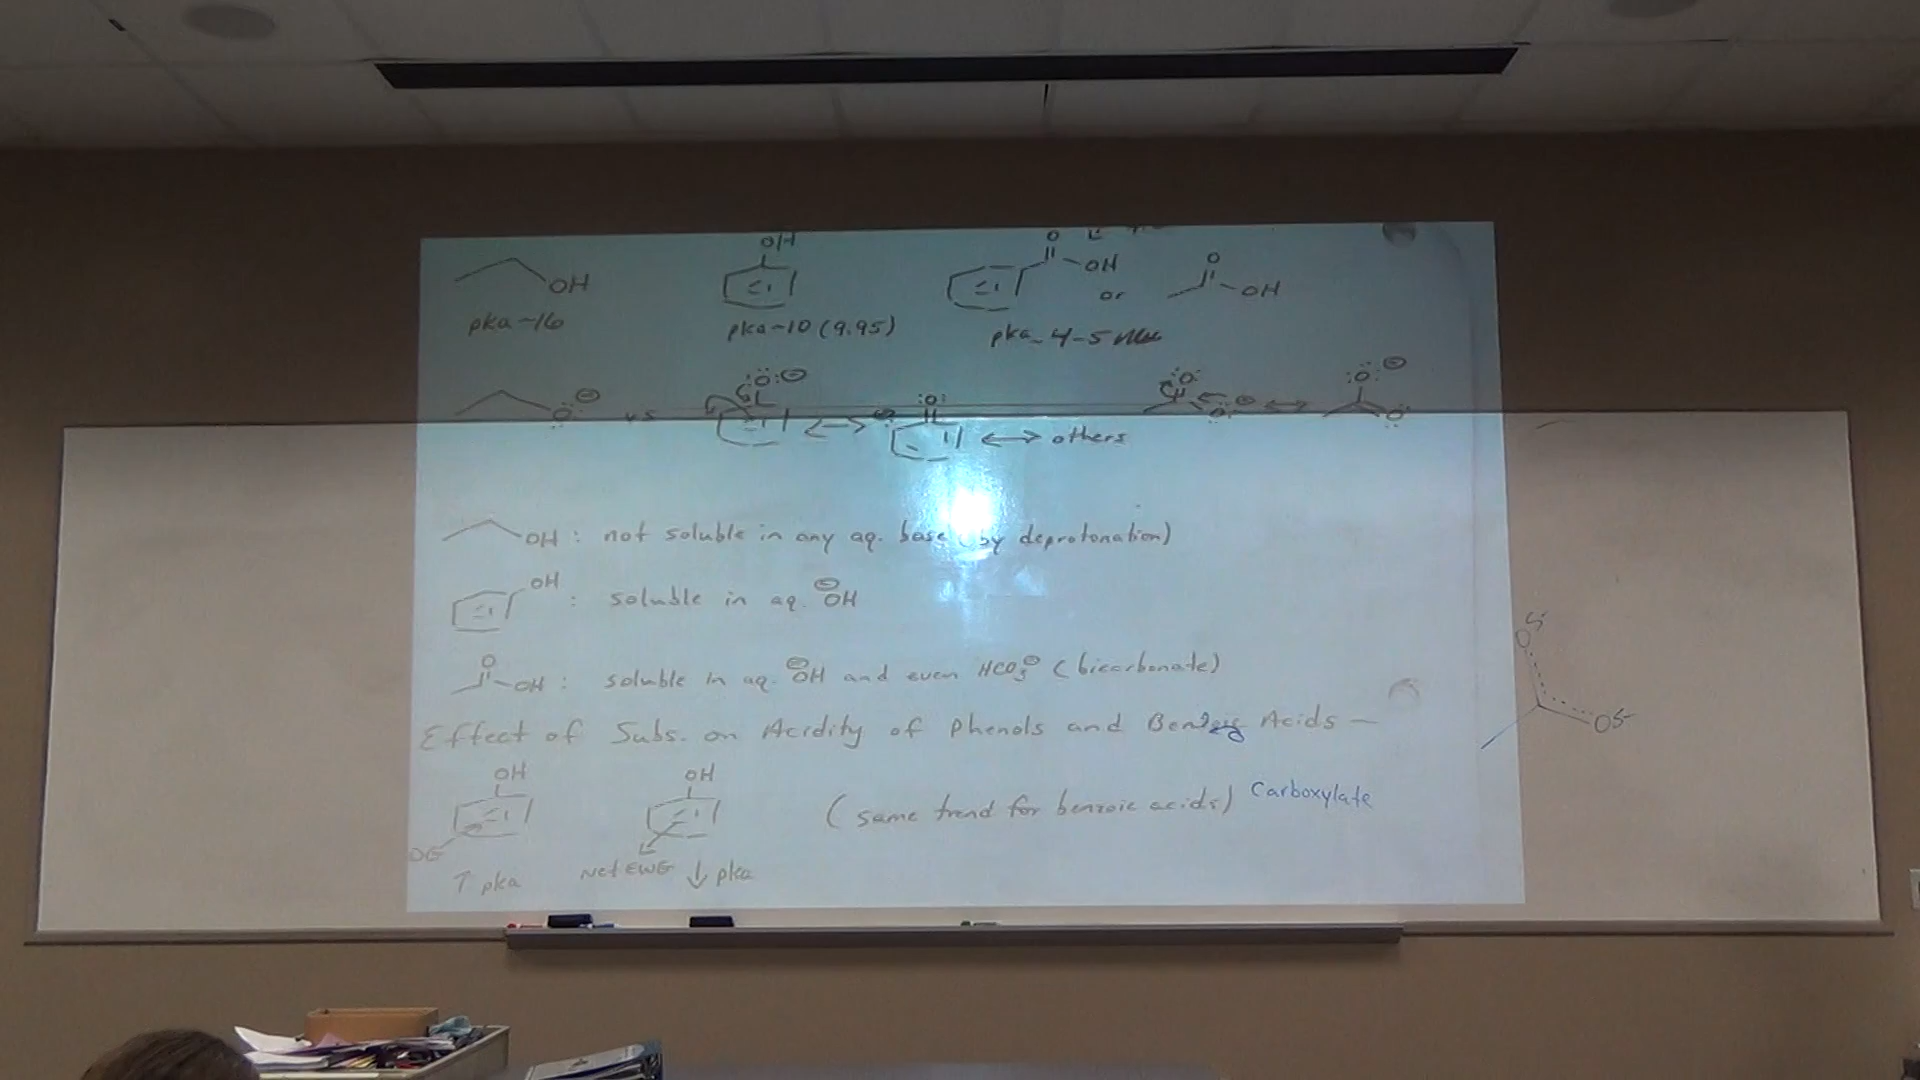 OH
OH
O
OH
or
O
OH
pka ~16
pka ~10 (9.95)
pka ~ 4-5
O ⊖
vs
:Ö: ⊖
:O:
↔ others
:O:
O ⊖
:O: ⊖
O
OH : not soluble in any aq. base (by deprotonation)
OH : soluble in aq. ⊖OH
O
OH : soluble in aq. ⊖OH and even HCO₃⊖ (bicarbonate)
Effect of Subs. on Acidity of Phenols and Benzoic Acids —
OH
OH
(same trend for benzoic acids) Carboxylate
DG
↑ pka
Net EWG ↓ pka
Oδ-
Oδ-